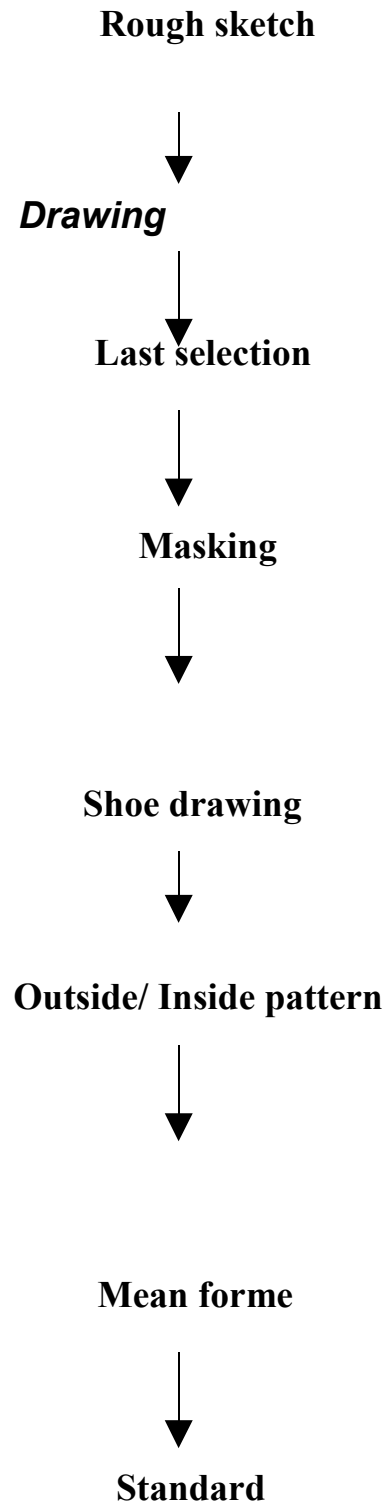 Rough sketch
Drawing
Last selection
Masking
Shoe drawing
Outside/ Inside pattern
Mean forme
Standard